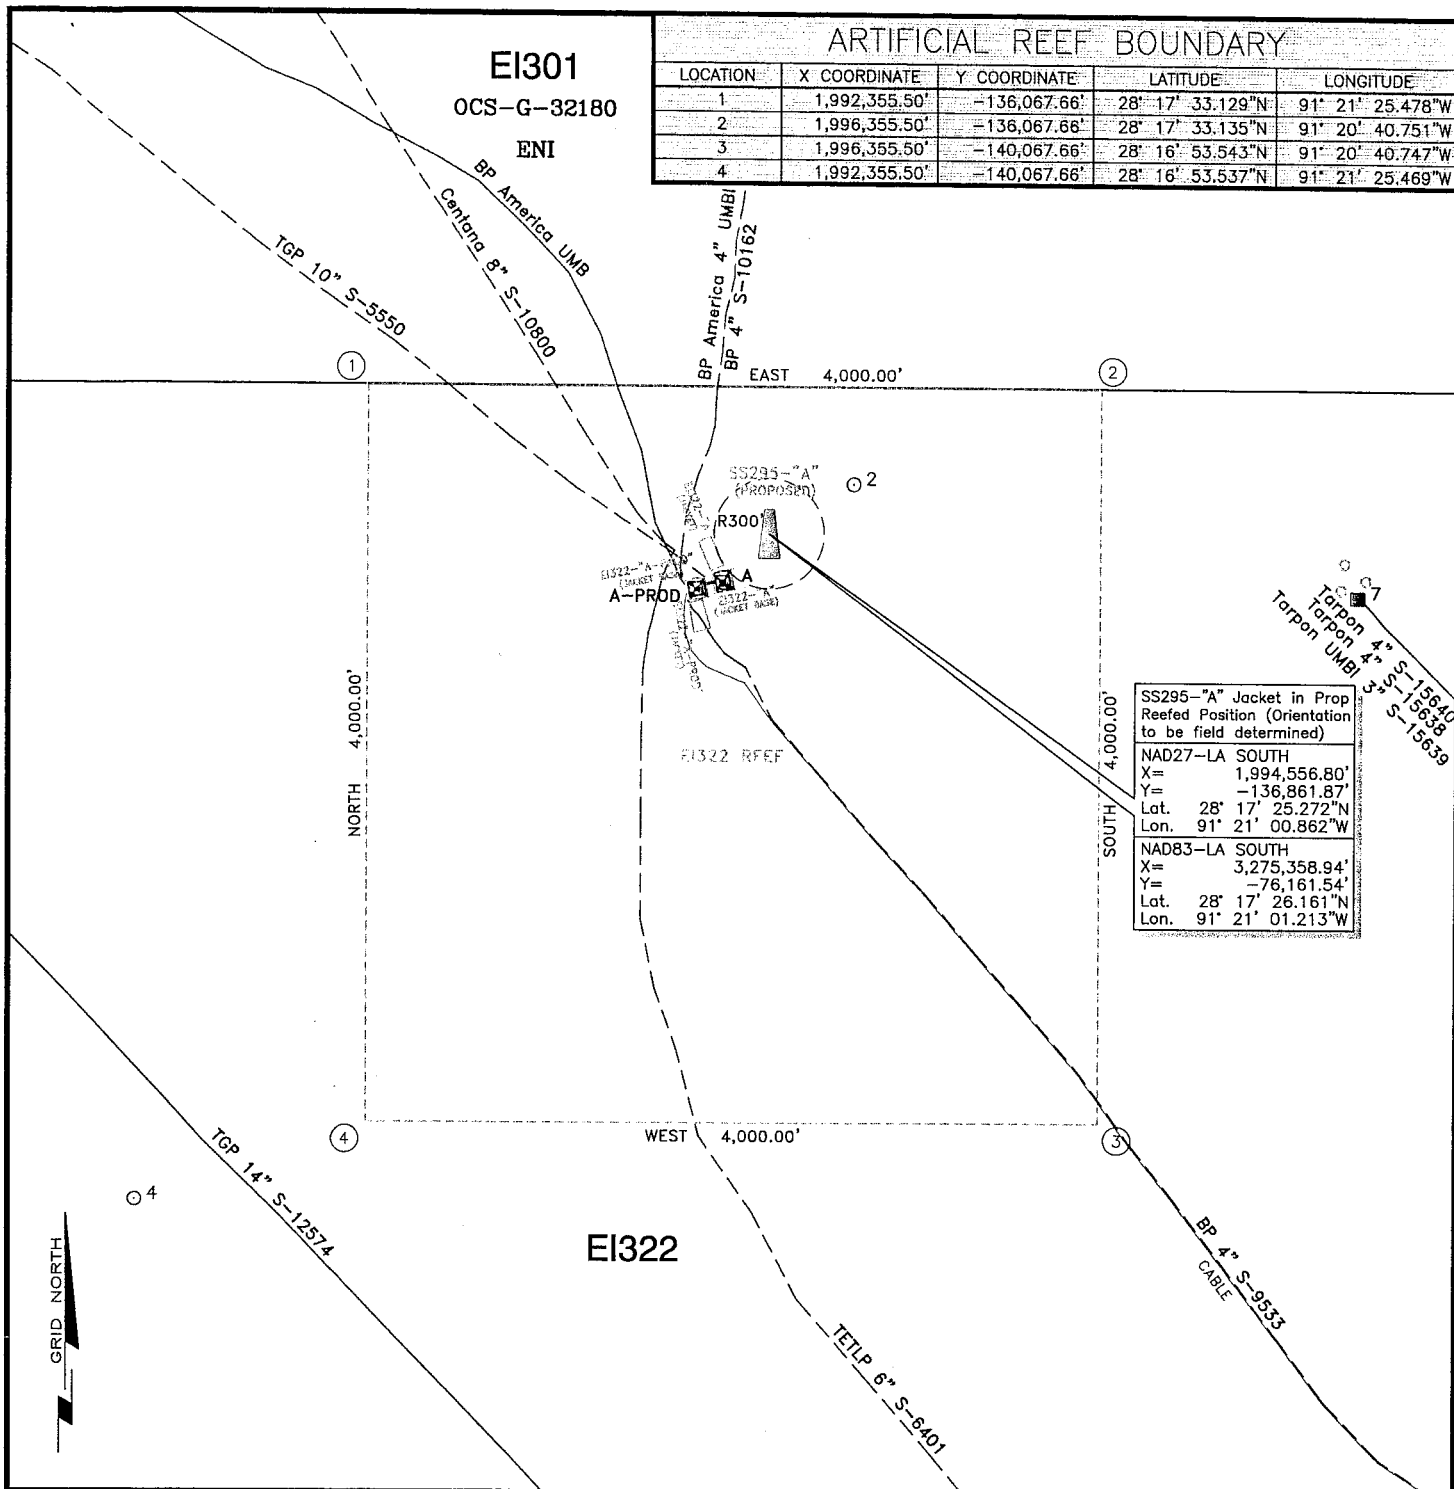 ARTIFICIAL REEF BOUNDARY
LOCATION X COORDINATE Y COORDINATE LATITUDE LONGITUDE
1 1,992,355.50' -136,067.66' 28° 17' 33.129"N 91° 21' 25.478"W
2 1,996,355.50' -136,067.66' 28° 17' 33.135"N 91° 20' 40.751"W
3 1,996,355.50' -140,067.66' 28° 16' 53.543"N 91° 20' 40.747"W
4 1,992,355.50' -140,067.66' 28° 16' 53.537"N 91° 21' 25.469"W
EI301
OCS-G-32180
ENI
BP America UMB
Centana 8" S-10800
TGP 10" S-5550
BP America 4" UMBI
BP 4" S-10162
1
EAST 4,000.00'
2
SS295-"A"
(PROPOSED)
2
R300'
A
A-PROD
EI322-"A"
(JACKET BASE)
(JACKET BASE)
7
Tarpon 4" S-15640
Tarpon 4" S-15638
Tarpon UMBI 3" S-15639
NORTH 4,000.00'
SOUTH 4,000.00'
EI322 REEF
SS295-"A" Jacket in Prop
Reefed Position (Orientation
to be field determined)
NAD27-LA SOUTH
X= 1,994,556.80'
Y= -136,861.87'
Lat. 28° 17' 25.272"N
Lon. 91° 21' 00.862"W
NAD83-LA SOUTH
X= 3,275,358.94'
Y= -76,161.54'
Lat. 28° 17' 26.161"N
Lon. 91° 21' 01.213"W
4
WEST 4,000.00'
3
4
TGP 14" S-12574
EI322
BP 4" S-9533
CABLE
TETLP 6" S-6401
GRID NORTH